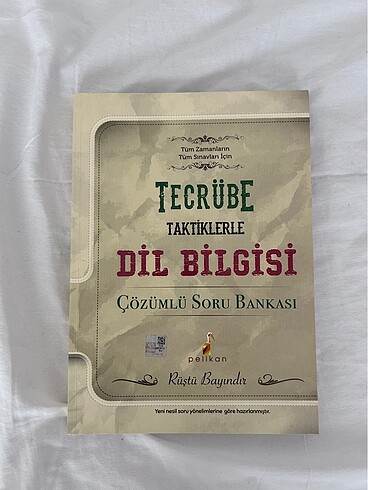 Tüm Zamanların
Tüm Sınavları İçin
TECRÜBE
TAKTİKLERLE
DİL BİLGİSİ
ÇÖZÜMLÜ SORU BANKASI
pelikan
Rüştü Bayındır
Yeni nesil soru yönelimlerine göre hazırlanmıştır.